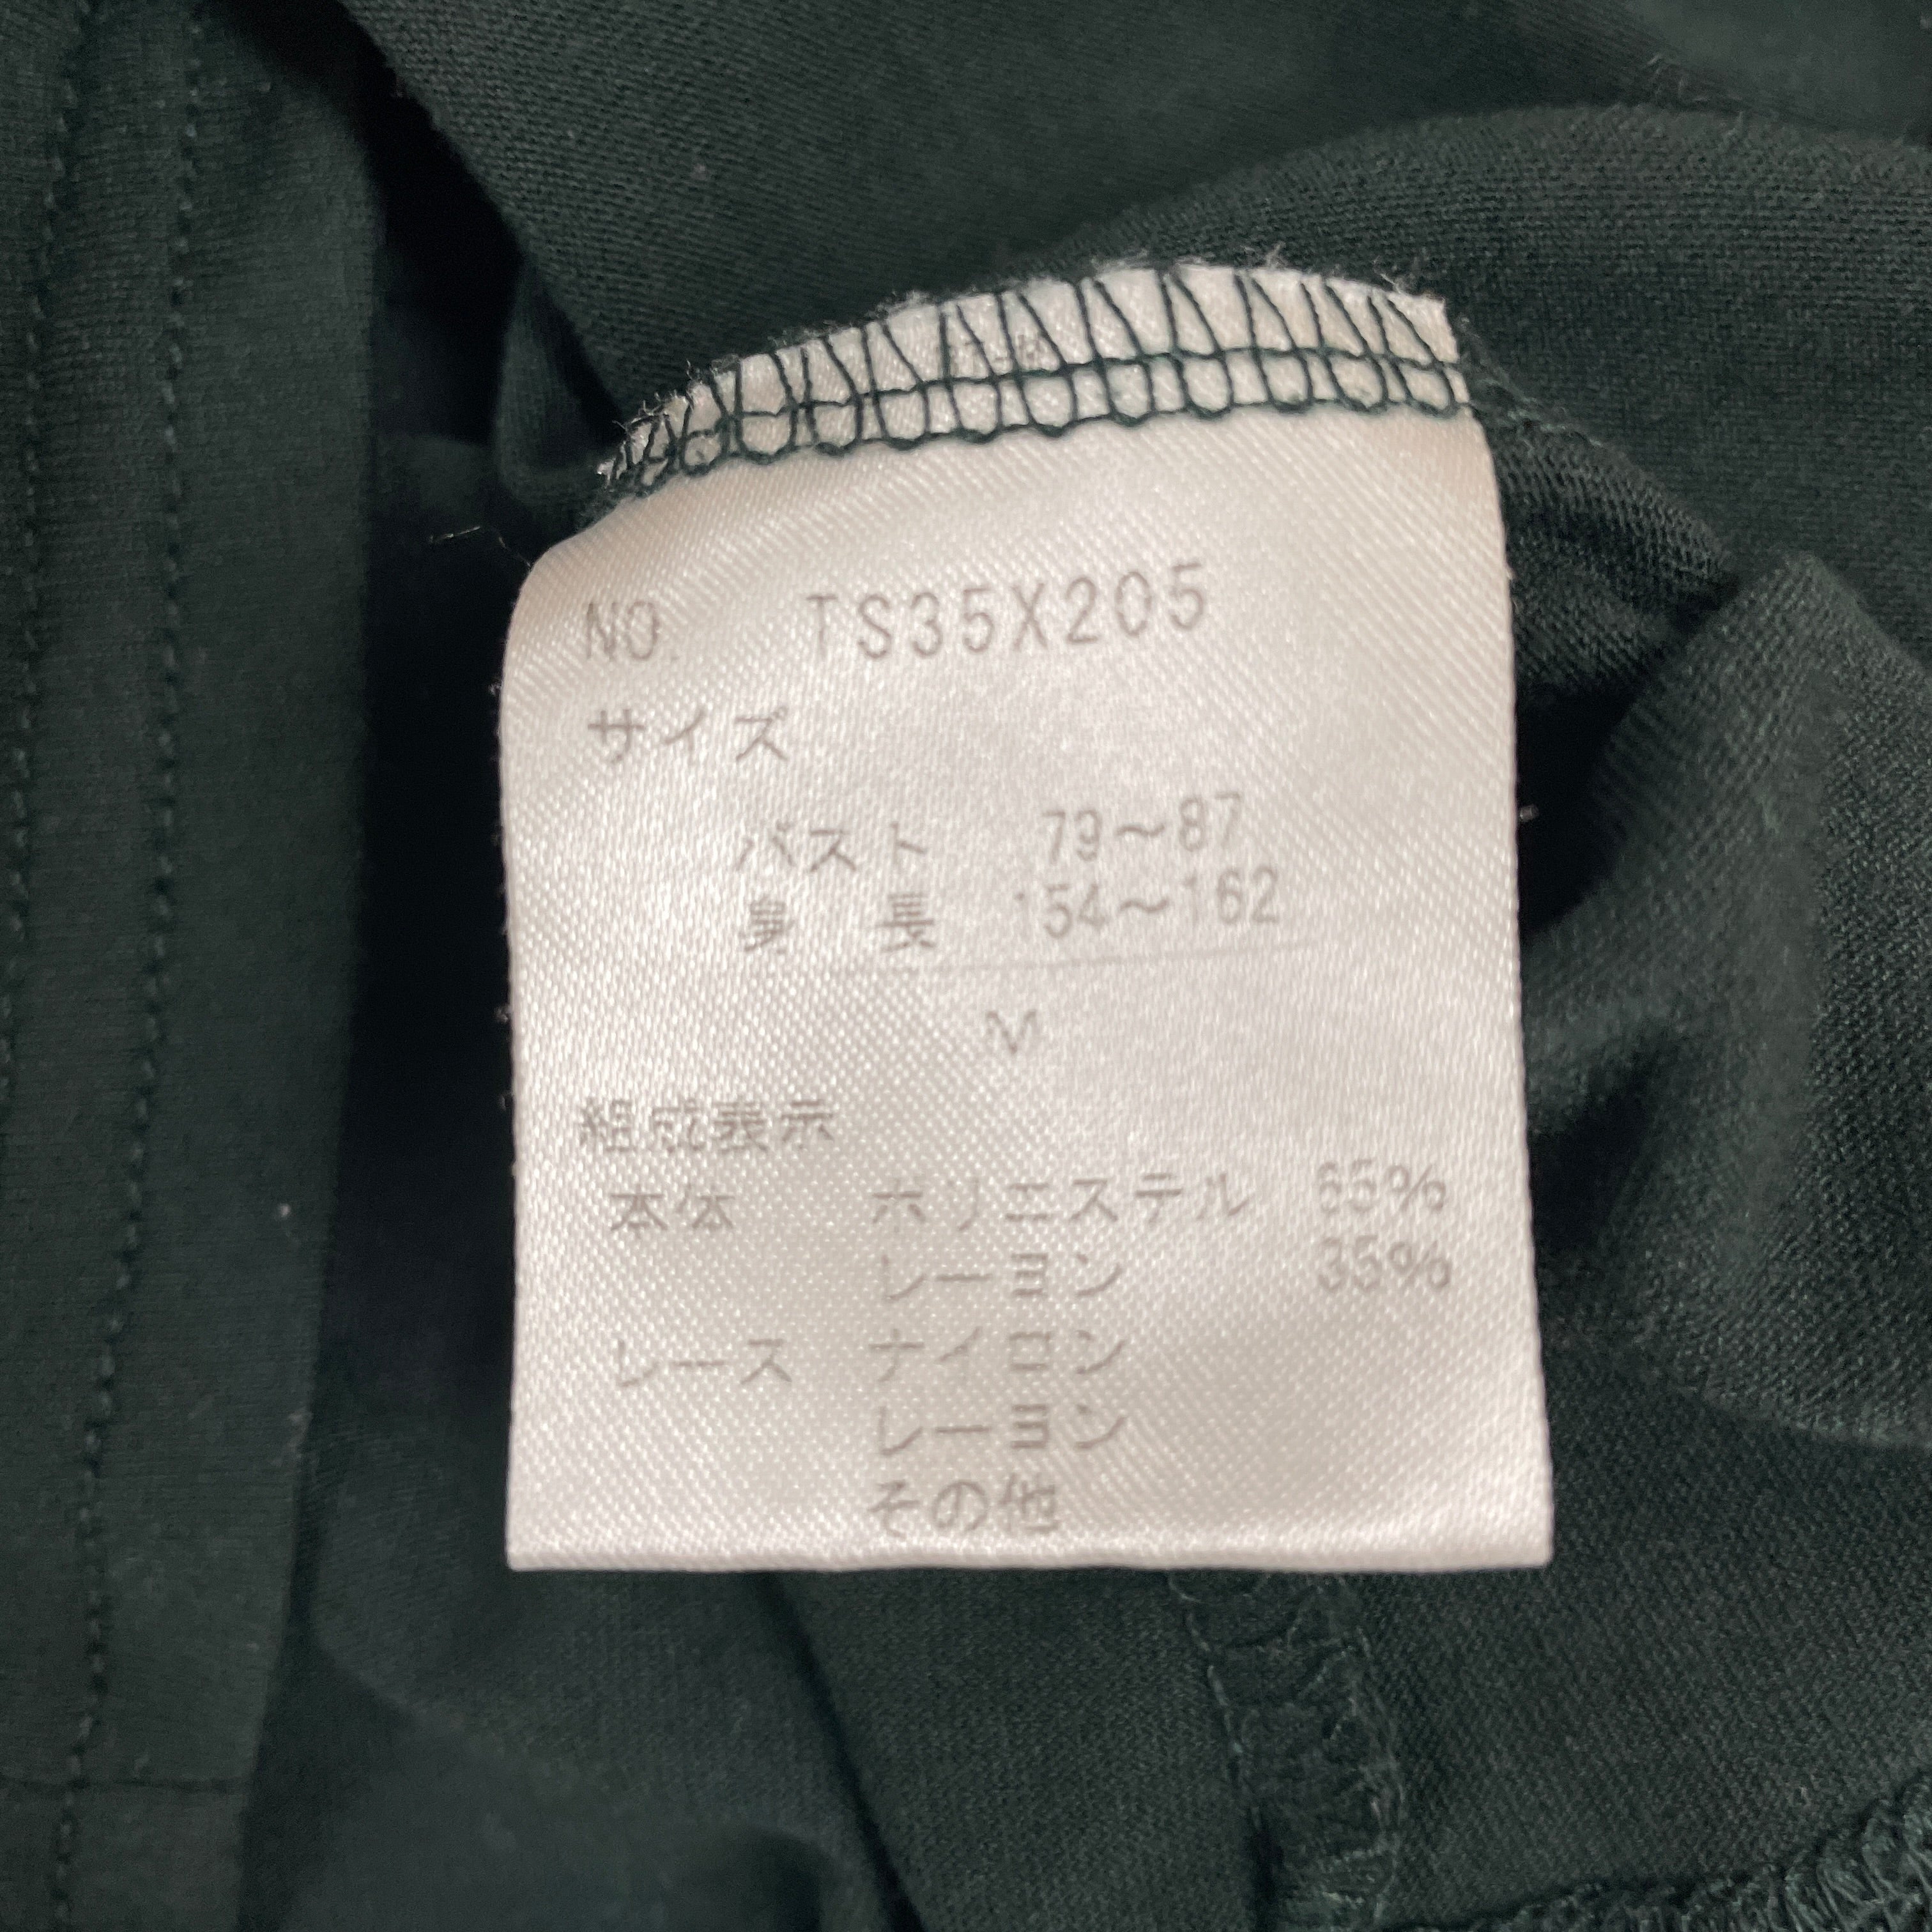 NO. TS35X205
サイズ
バスト 79～87
身 長 154～162
M
組成表示
本体 ポリエステル 65%
レーヨン 35%
レース ナイロン
レーヨン
その他